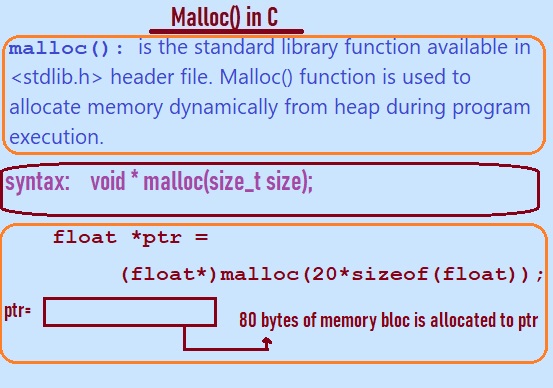 Malloc() in C
malloc(): is the standard library function available in
<stdlib.h> header file. Malloc() function is used to
allocate memory dynamically from heap during program
execution.
syntax: void * malloc(size_t size);
float *ptr =
(float*)malloc(20*sizeof(float));
ptr=
80 bytes of memory bloc is allocated to ptr